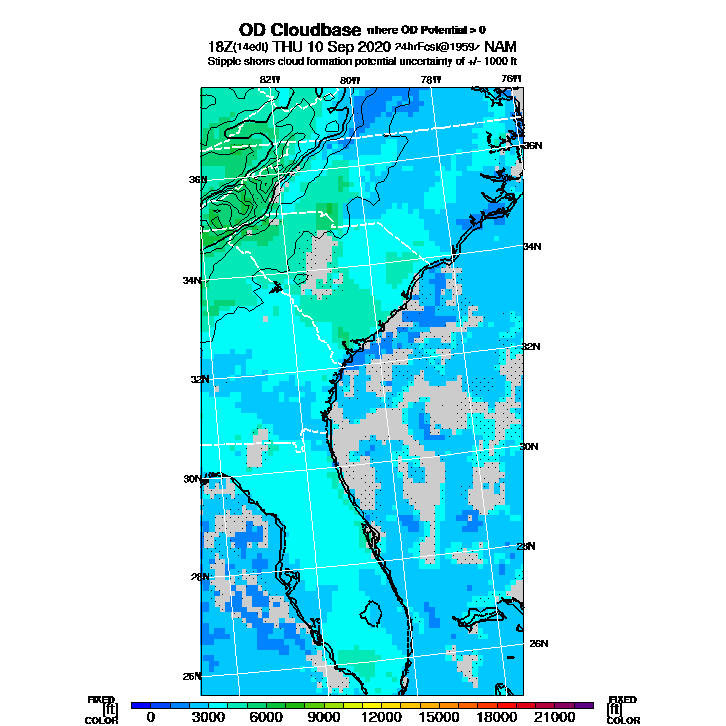 OD Cloudbase where OD Potential > 0
18Z(14edt) THU 10 Sep 2020 24hrFcst@1959z NAM
Stipple shows cloud formation potential uncertainty of +/- 1000 ft
82W 80W 78W 76W
36N
36N
34N
34N
32N
32N
30N
30N
28N
28N
26N
26N
FIXED FIXED
[ft] [ft]
COLOR 0 3000 6000 9000 12000 15000 18000 21000 COLOR